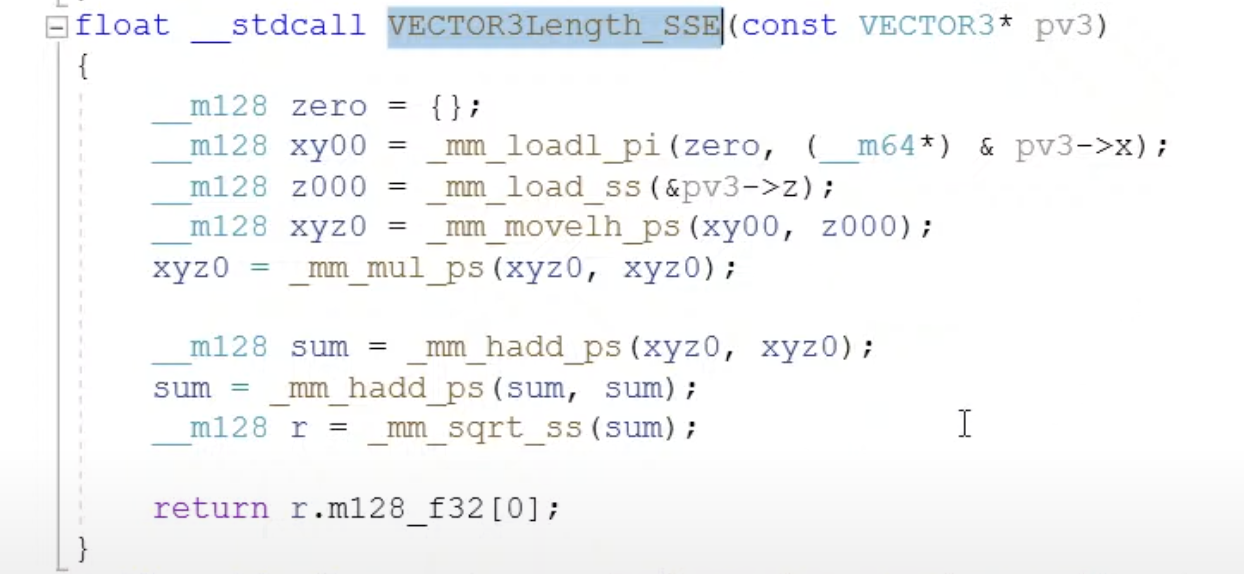 float __stdcall VECTOR3Length_SSE(const VECTOR3* pv3)
{
__m128 zero = {};
__m128 xy00 = _mm_loadl_pi(zero, (__m64*) & pv3->x);
__m128 z000 = _mm_load_ss(&pv3->z);
__m128 xyz0 = _mm_movelh_ps(xy00, z000);
xyz0 = _mm_mul_ps(xyz0, xyz0);
__m128 sum = _mm_hadd_ps(xyz0, xyz0);
sum = _mm_hadd_ps(sum, sum);
__m128 r = _mm_sqrt_ss(sum);
return r.m128_f32[0];
}